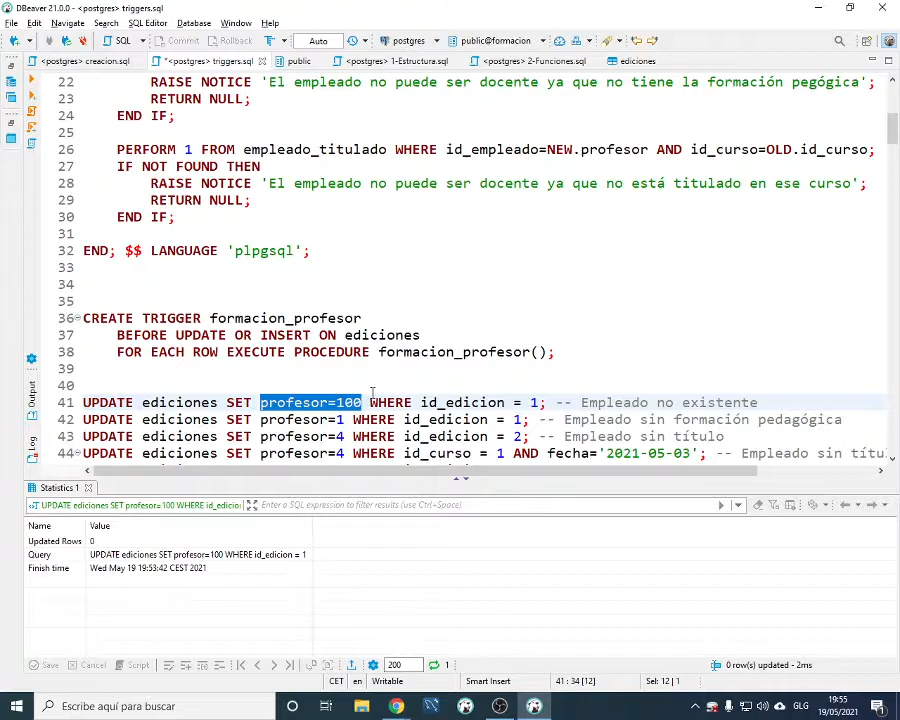 DBeaver 21.0.0 - <postgres> triggers.sql
File Edit Navigate Search SQL Editor Database Window Help
SQL Commit Rollback T Auto postgres public@formacion
<postgres> creacion.sql *<postgres> triggers.sql public <postgres> 1-Estructura.sql <postgres> 2-Funciones.sql ediciones
22 RAISE NOTICE 'El empleado no puede ser docente ya que no tiene la formación pegógica';
23 RETURN NULL;
24 END IF;
25
26 PERFORM 1 FROM empleado_titulado WHERE id_empleado=NEW.profesor AND id_curso=OLD.id_curso;
27 IF NOT FOUND THEN
28 RAISE NOTICE 'El empleado no puede ser docente ya que no está titulado en ese curso';
29 RETURN NULL;
30 END IF;
31
32 END; $$ LANGUAGE 'plpgsql';
33
34
35
36 CREATE TRIGGER formacion_profesor
37 BEFORE UPDATE OR INSERT ON ediciones
38 FOR EACH ROW EXECUTE PROCEDURE formacion_profesor();
39
40
41 UPDATE ediciones SET profesor=100 WHERE id_edicion = 1; -- Empleado no existente
42 UPDATE ediciones SET profesor=1 WHERE id_edicion = 1; -- Empleado sin formación pedagógica
43 UPDATE ediciones SET profesor=4 WHERE id_edicion = 2; -- Empleado sin título
44 UPDATE ediciones SET profesor=4 WHERE id_curso = 1 AND fecha='2021-05-03'; -- Empleado sin títu
Output
Log
Statistics 1
UPDATE ediciones SET profesor=100 WHERE id_edicio Enter a SQL expression to filter results (use Ctrl+Space)
Name Value
Updated Rows 0
Query UPDATE ediciones SET profesor=100 WHERE id_edicion = 1
Finish time Wed May 19 19:53:42 CEST 2021
Save Cancel Script 200 1 0 row(s) updated - 2ms
CET en Writable Smart Insert 41 : 34 [12] Sel: 12 | 1
Escribe aquí para buscar GLG 19:55
19/05/2021